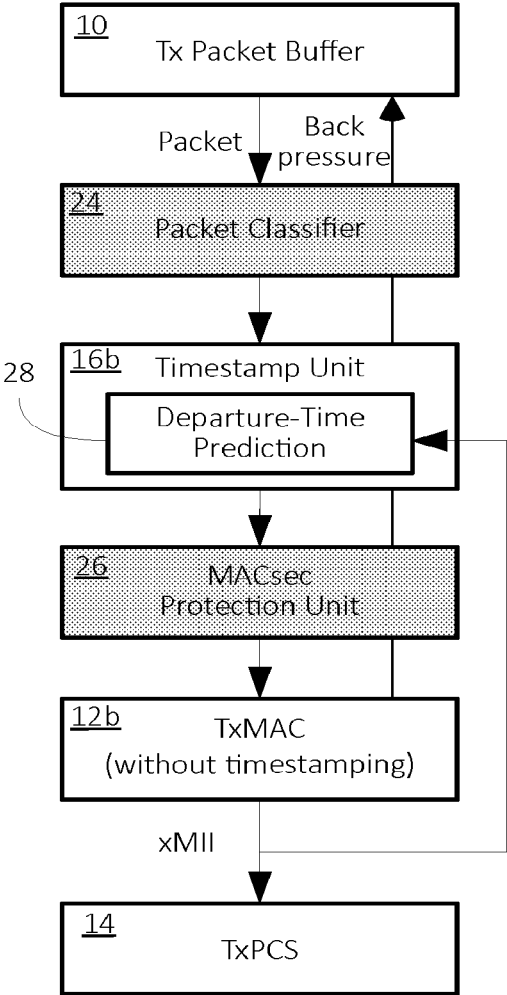 10
Tx Packet Buffer
Packet
Back
pressure
24
Packet Classifier
16b
Timestamp Unit
28
Departure-Time
Prediction
26
MACsec
Protection Unit
12b
TxMAC
(without timestamping)
xMII
14
TxPCS